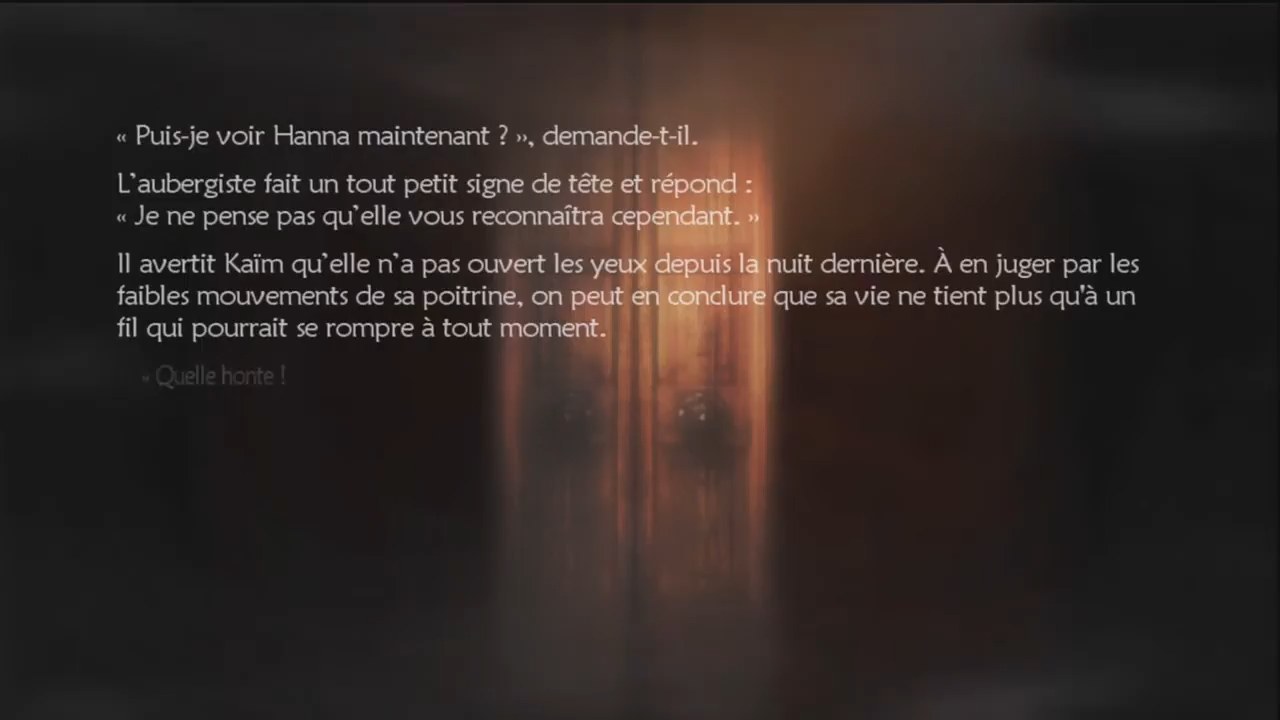 « Puis-je voir Hanna maintenant ? », demande-t-il.
L’aubergiste fait un tout petit signe de tête et répond :
« Je ne pense pas qu’elle vous reconnaîtra cependant. »
Il avertit Kaïm qu’elle n’a pas ouvert les yeux depuis la nuit dernière. À en juger par les
faibles mouvements de sa poitrine, on peut en conclure que sa vie ne tient plus qu'à un
fil qui pourrait se rompre à tout moment.
« Quelle honte !